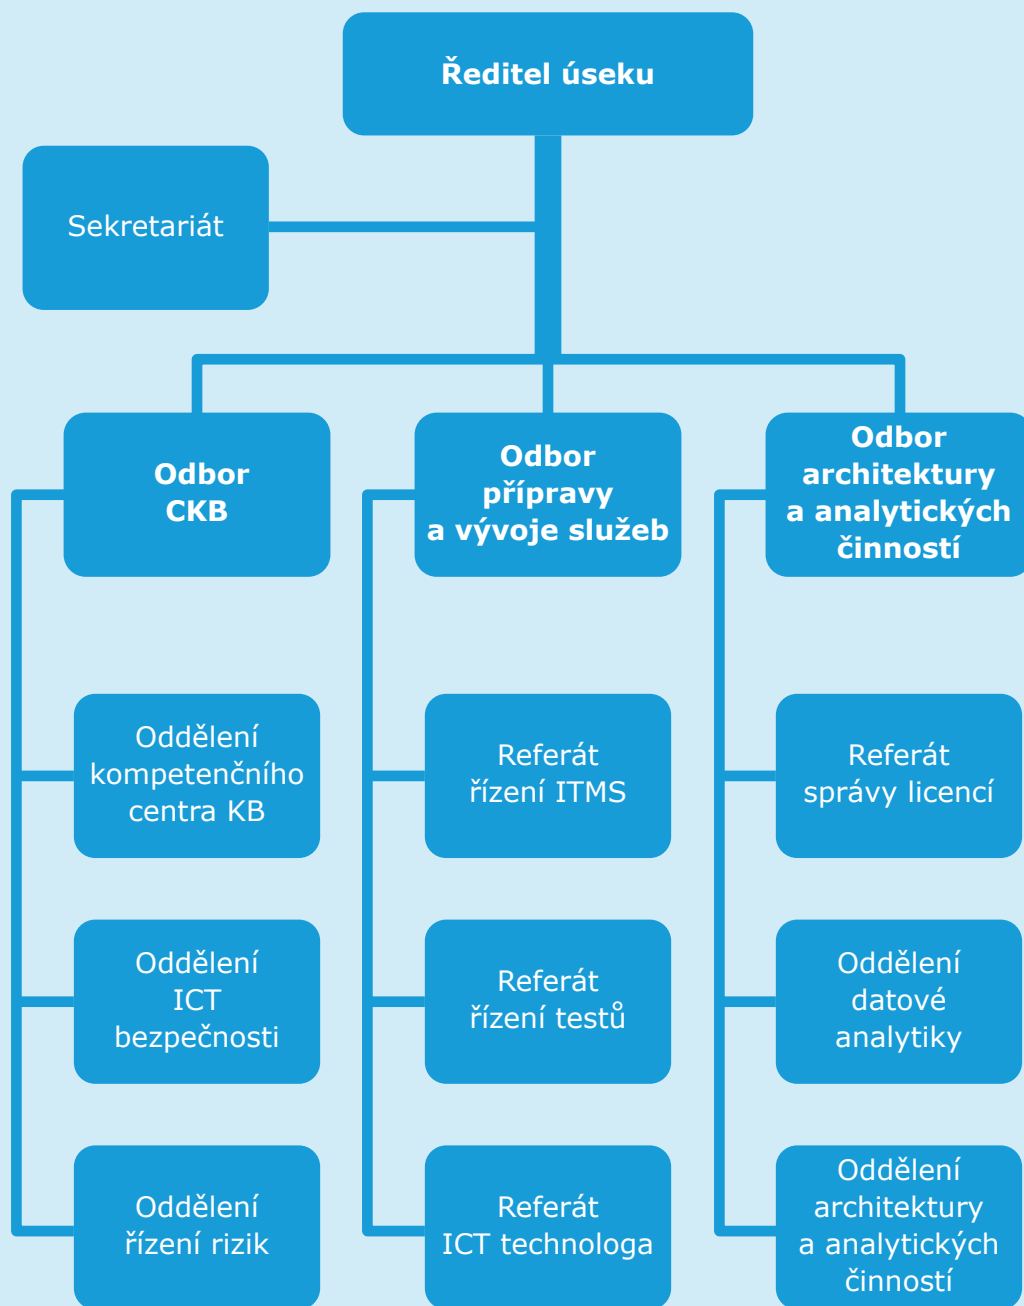 Ředitel úseku
Sekretariát
Odbor
CKB
Odbor
přípravy
a vývoje služeb
Odbor
architektury
a analytických
činností
Oddělení
kompetenčního
centra KB
Referát
řízení ITMS
Referát
správy licencí
Oddělení
ICT
bezpečnosti
Referát
řízení testů
Oddělení
datové
analytiky
Oddělení
řízení rizik
Referát
ICT technologa
Oddělení
architektury
a analytických
činností